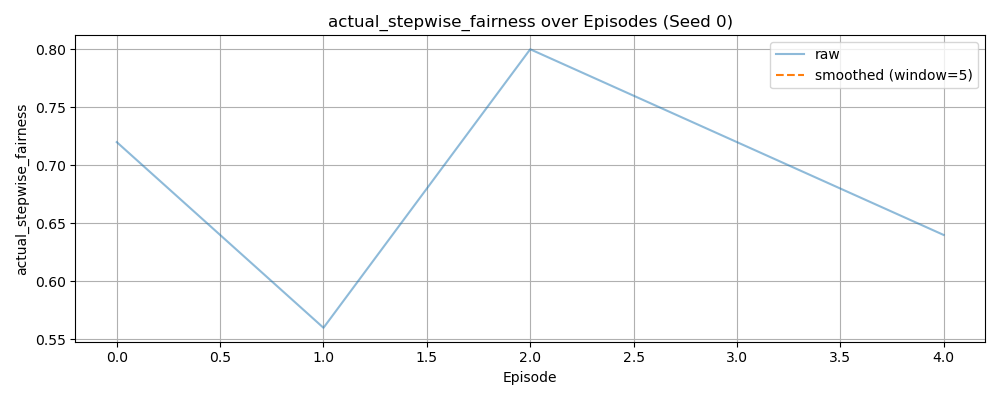 actual_stepwise_fairness over Episodes (Seed 0)
raw
smoothed (window=5)
actual_stepwise_fairness
0.80
0.75
0.70
0.65
0.60
0.55
0.0 0.5 1.0 1.5 2.0 2.5 3.0 3.5 4.0
Episode